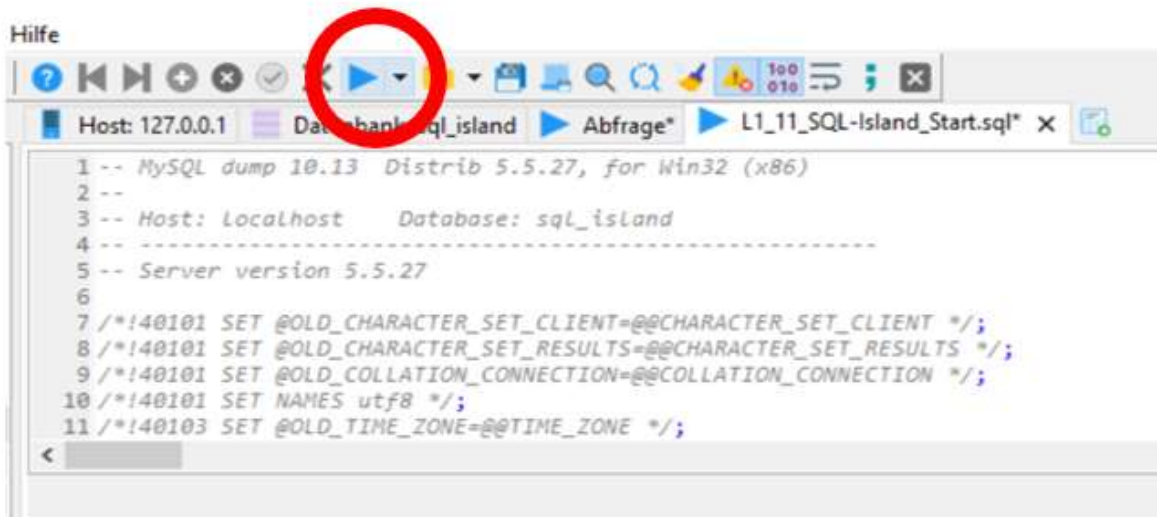 Hilfe
Host: 127.0.0.1 Datenbank: sql_island Abfrage* L1_11_SQL-Island_Start.sql*
1 -- MySQL dump 10.13 Distrib 5.5.27, for Win32 (x86)
2 --
3 -- Host: localhost Database: sql_island
4 -- ------------------------------------------------------
5 -- Server version 5.5.27
6
7 /*!40101 SET @OLD_CHARACTER_SET_CLIENT=@@CHARACTER_SET_CLIENT */;
8 /*!40101 SET @OLD_CHARACTER_SET_RESULTS=@@CHARACTER_SET_RESULTS */;
9 /*!40101 SET @OLD_COLLATION_CONNECTION=@@COLLATION_CONNECTION */;
10 /*!40101 SET NAMES utf8 */;
11 /*!40103 SET @OLD_TIME_ZONE=@@TIME_ZONE */;